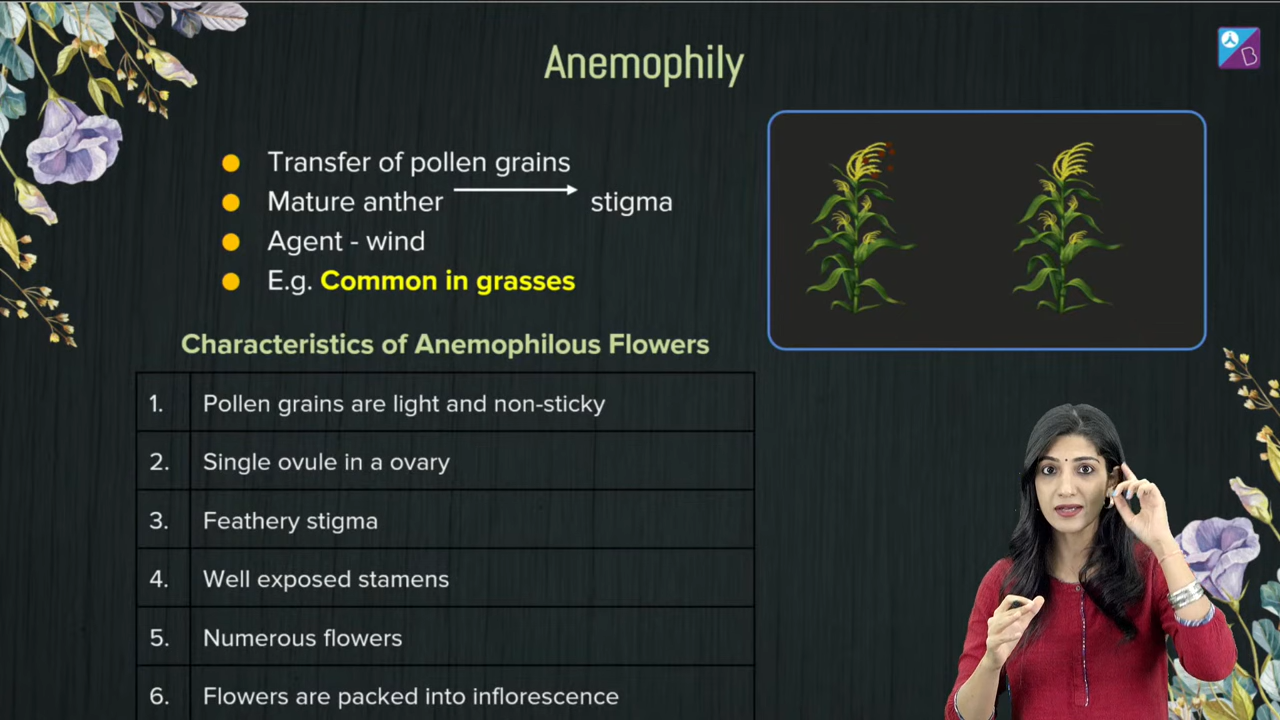 Anemophily
B
Transfer of pollen grains
Mature anther stigma
Agent - wind
E.g. Common in grasses
Characteristics of Anemophilous Flowers
1. Pollen grains are light and non-sticky
2. Single ovule in a ovary
3. Feathery stigma
4. Well exposed stamens
5. Numerous flowers
6. Flowers are packed into inflorescence